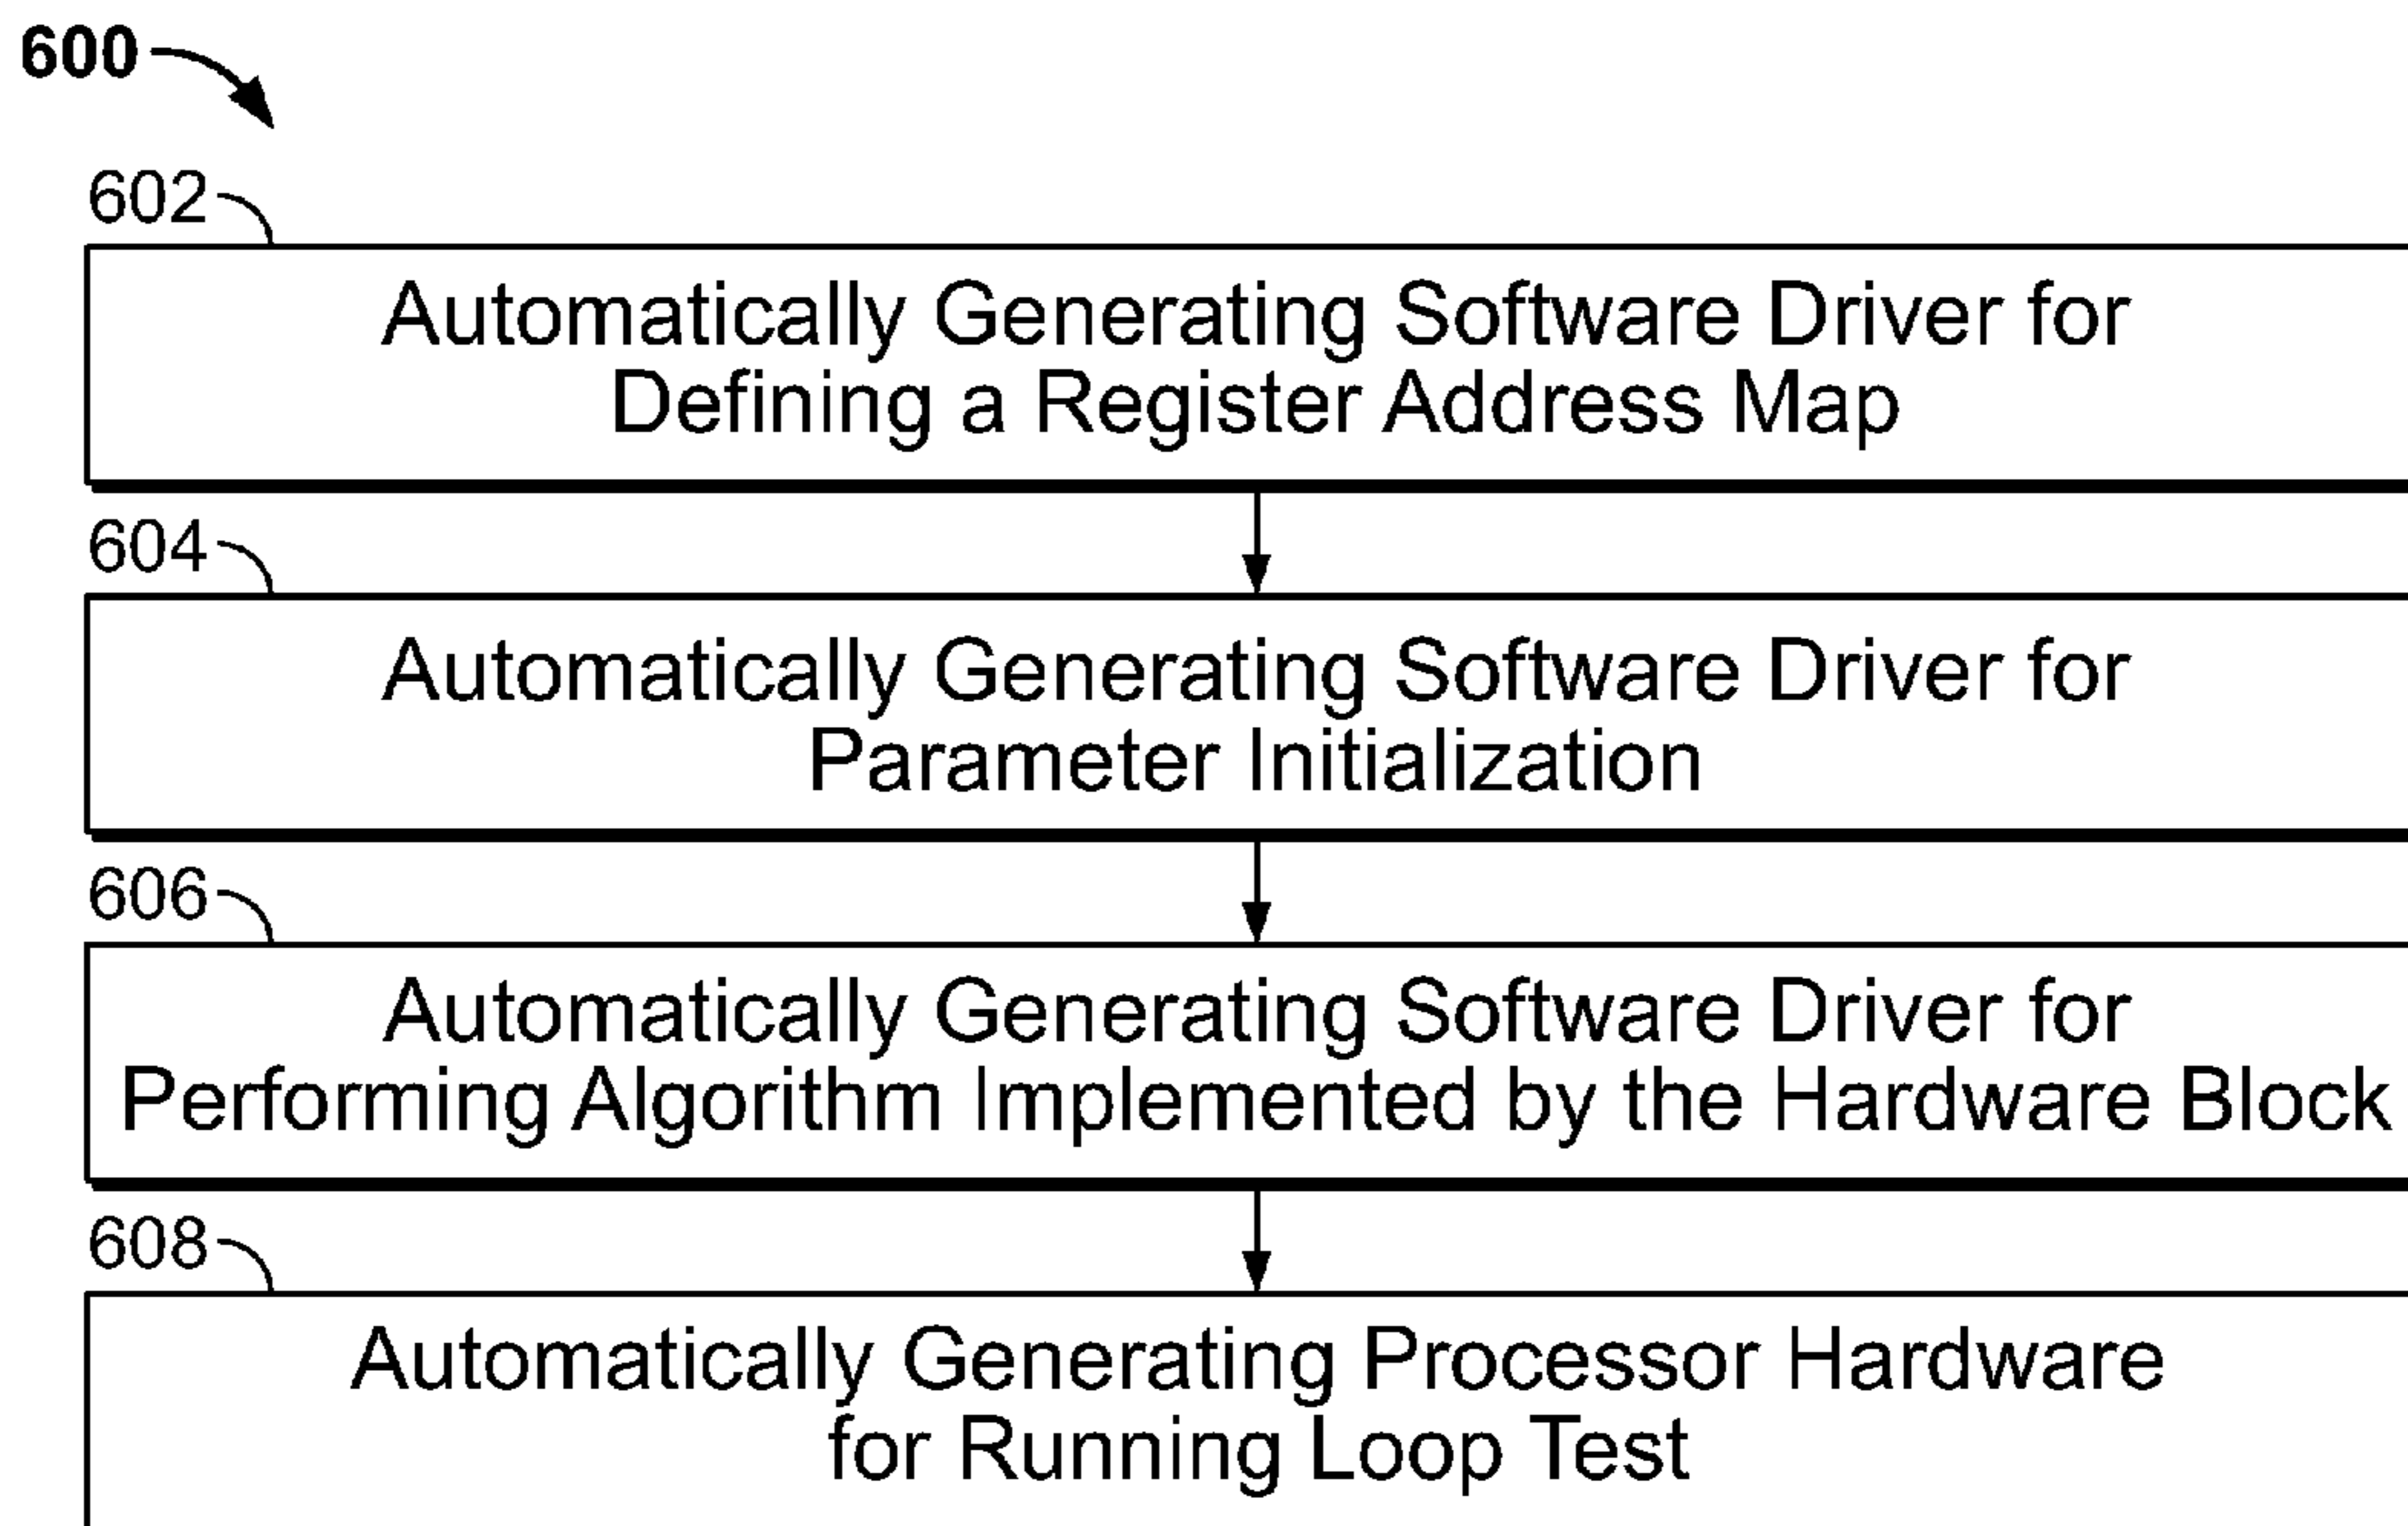 600
602
Automatically Generating Software Driver for
Defining a Register Address Map
604
Automatically Generating Software Driver for
Parameter Initialization
606
Automatically Generating Software Driver for
Performing Algorithm Implemented by the Hardware Block
608
Automatically Generating Processor Hardware
for Running Loop Test